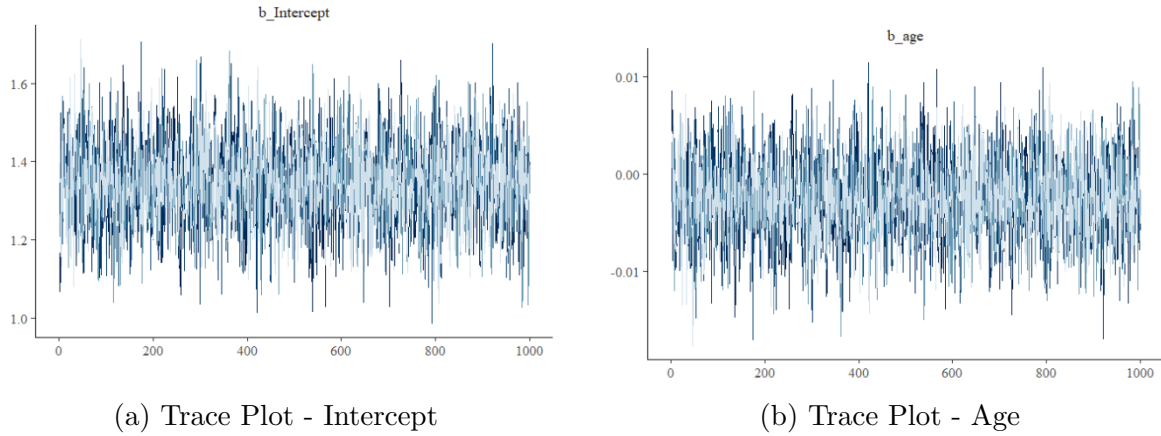 b_Intercept
1.6
1.4
1.2
1.0
0 200 400 600 800 1000
(a) Trace Plot - Intercept
b_age
0.01
0.00
-0.01
0 200 400 600 800 1000
(b) Trace Plot - Age